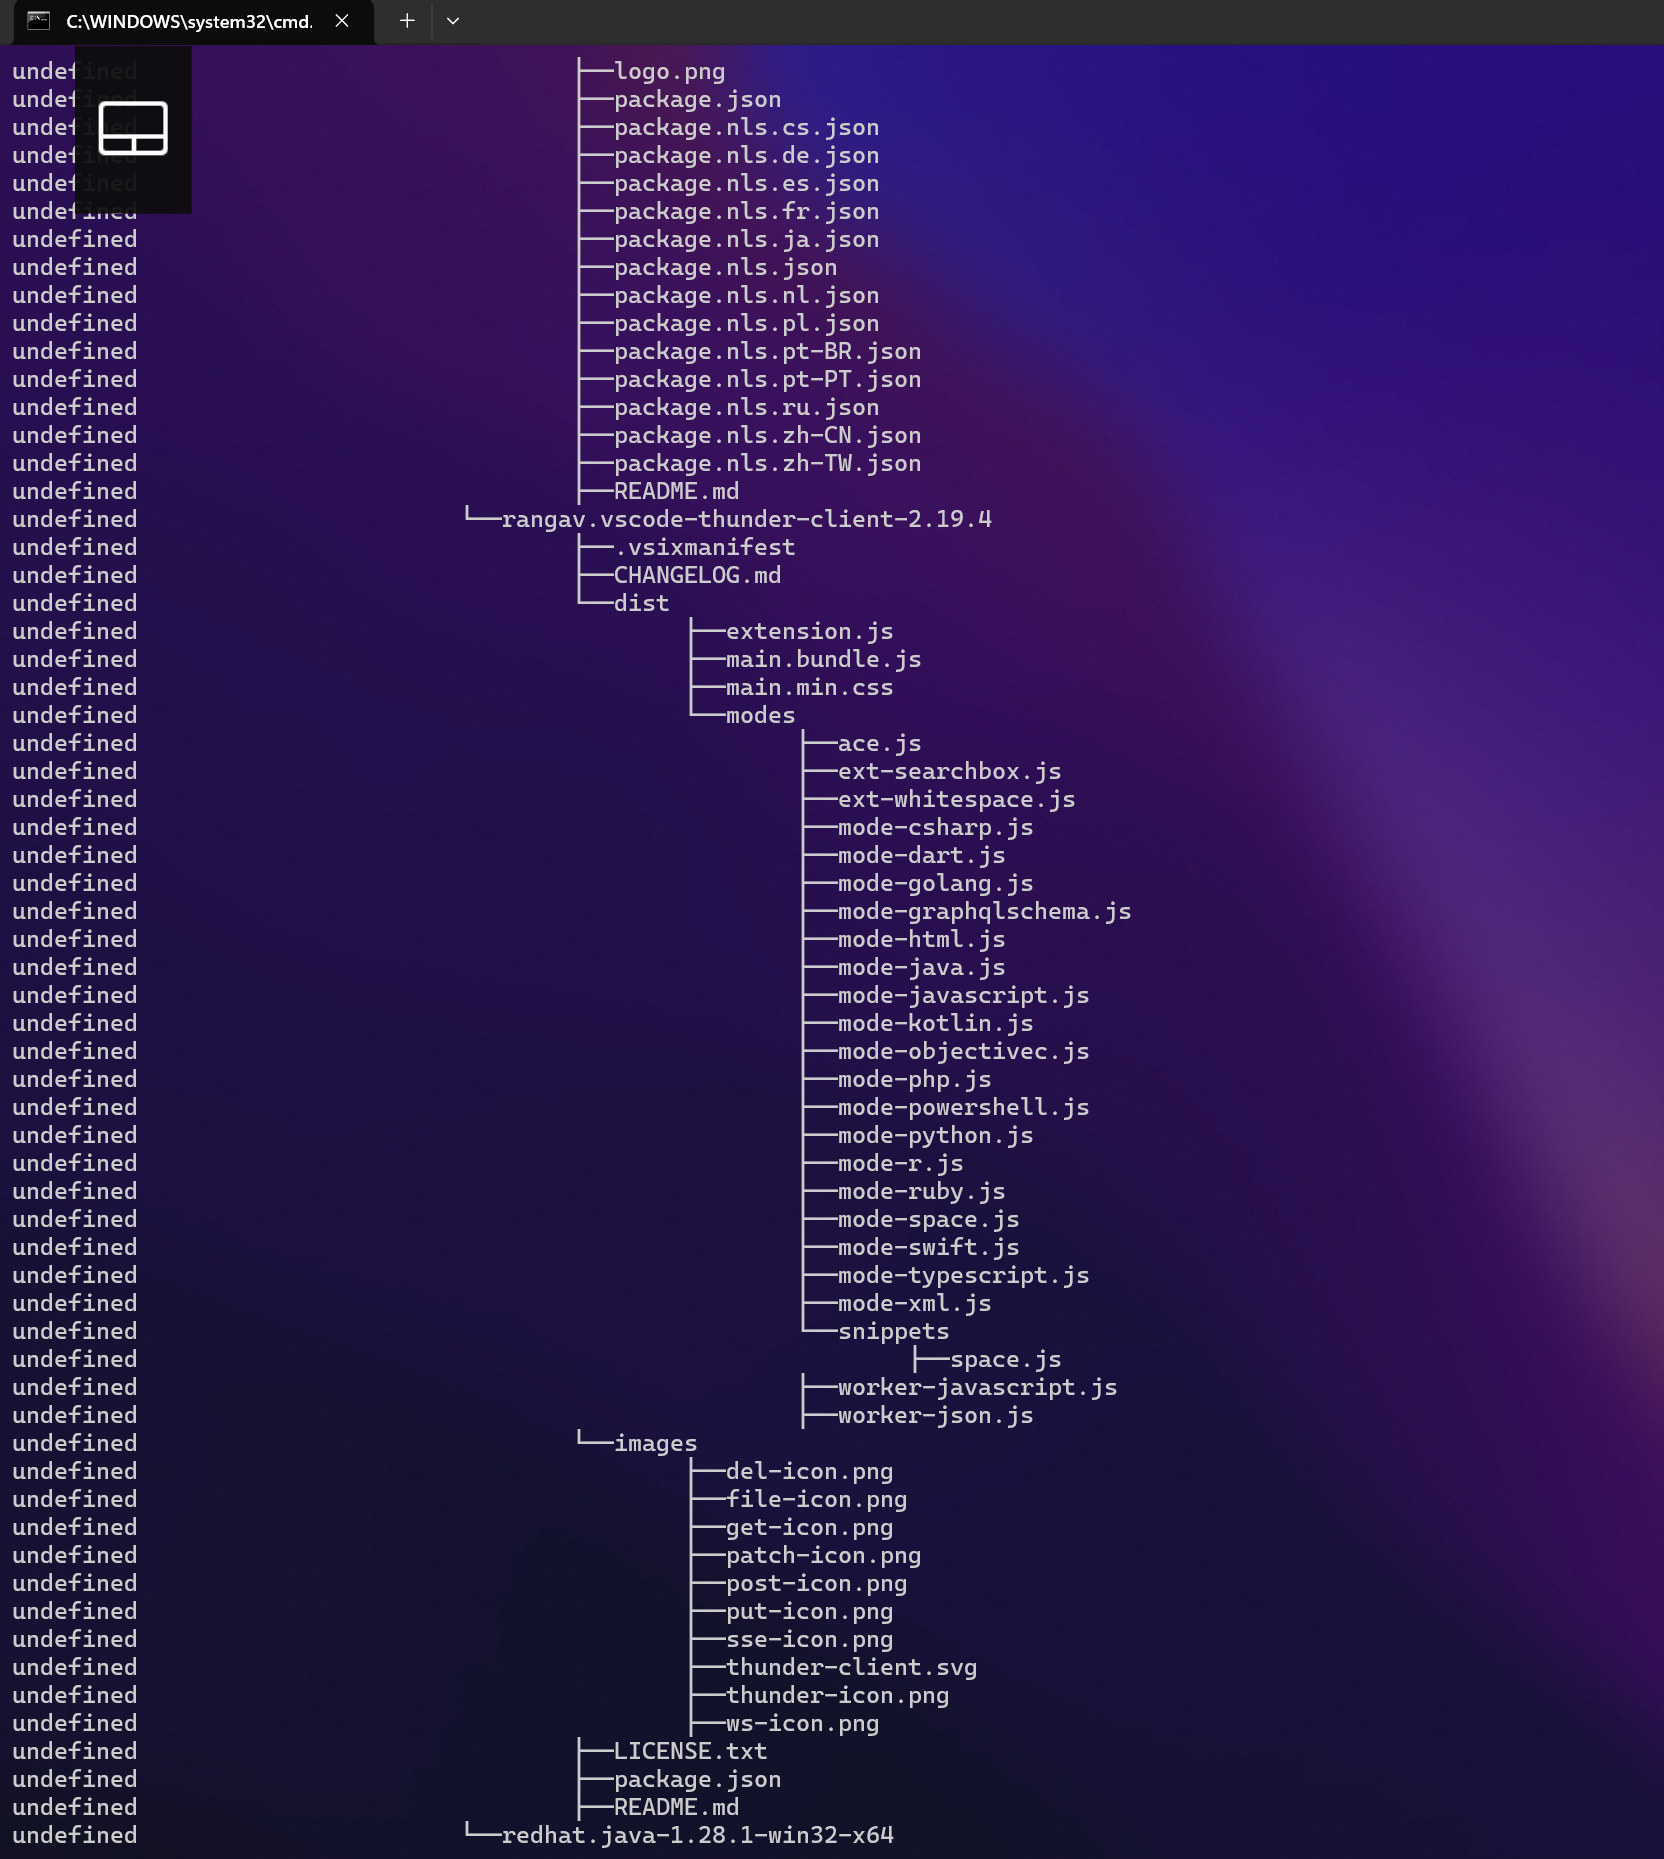 C:\WINDOWS\system32\cmd.
undefined ├──logo.png
undefined ├──package.json
undefined ├──package.nls.cs.json
undefined ├──package.nls.de.json
undefined ├──package.nls.es.json
undefined ├──package.nls.fr.json
undefined ├──package.nls.ja.json
undefined ├──package.nls.json
undefined ├──package.nls.nl.json
undefined ├──package.nls.pl.json
undefined ├──package.nls.pt-BR.json
undefined ├──package.nls.pt-PT.json
undefined ├──package.nls.ru.json
undefined ├──package.nls.zh-CN.json
undefined ├──package.nls.zh-TW.json
undefined ├──README.md
undefined └──rangav.vscode-thunder-client-2.19.4
undefined ├──.vsixmanifest
undefined ├──CHANGELOG.md
undefined └──dist
undefined ├──extension.js
undefined ├──main.bundle.js
undefined ├──main.min.css
undefined └──modes
undefined ├──ace.js
undefined ├──ext-searchbox.js
undefined ├──ext-whitespace.js
undefined ├──mode-csharp.js
undefined ├──mode-dart.js
undefined ├──mode-golang.js
undefined ├──mode-graphqlschema.js
undefined ├──mode-html.js
undefined ├──mode-java.js
undefined ├──mode-javascript.js
undefined ├──mode-kotlin.js
undefined ├──mode-objectivec.js
undefined ├──mode-php.js
undefined ├──mode-powershell.js
undefined ├──mode-python.js
undefined ├──mode-r.js
undefined ├──mode-ruby.js
undefined ├──mode-space.js
undefined ├──mode-swift.js
undefined ├──mode-typescript.js
undefined ├──mode-xml.js
undefined └──snippets
undefined ├──space.js
undefined ├──worker-javascript.js
undefined ├──worker-json.js
undefined └──images
undefined ├──del-icon.png
undefined ├──file-icon.png
undefined ├──get-icon.png
undefined ├──patch-icon.png
undefined ├──post-icon.png
undefined ├──put-icon.png
undefined ├──sse-icon.png
undefined ├──thunder-client.svg
undefined ├──thunder-icon.png
undefined ├──ws-icon.png
undefined ├──LICENSE.txt
undefined ├──package.json
undefined ├──README.md
undefined └──redhat.java-1.28.1-win32-x64